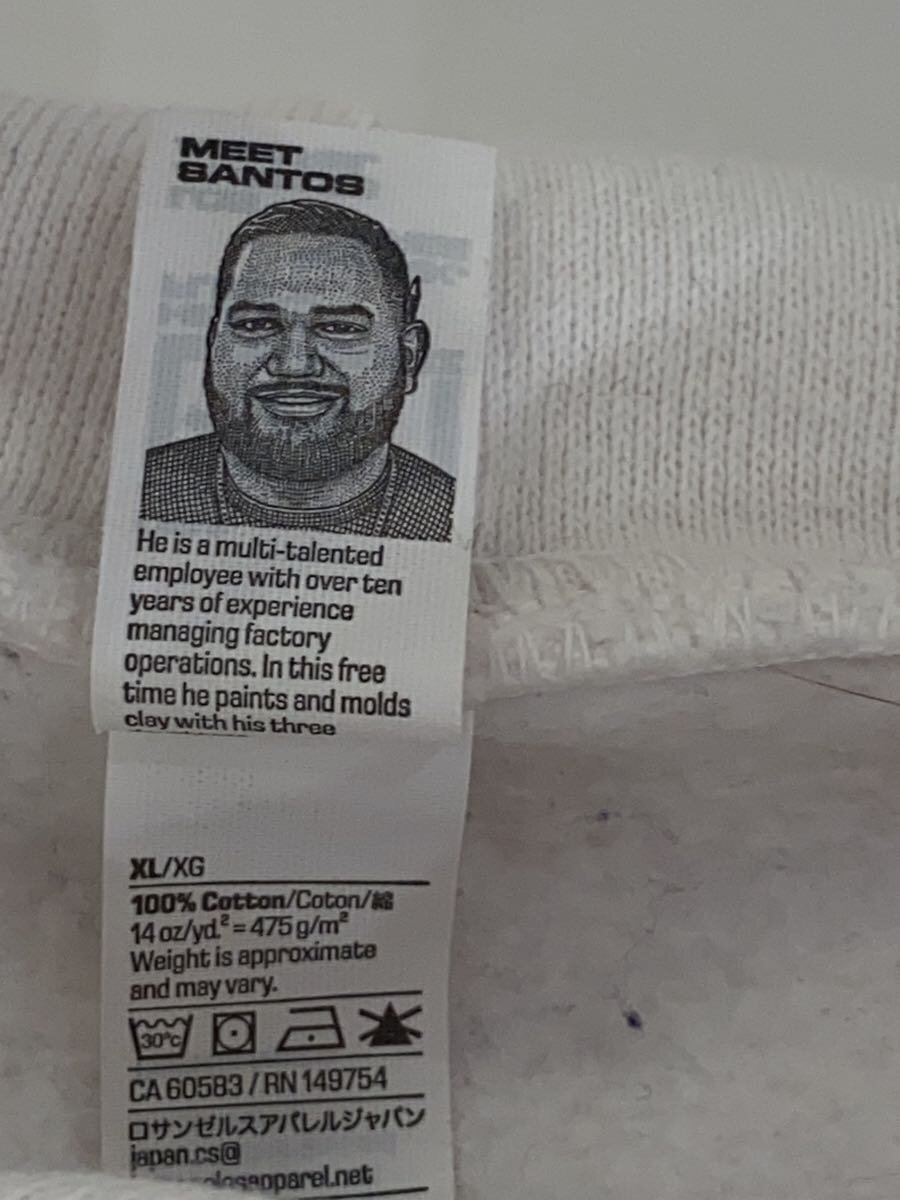 MEET
SANTOS
He is a multi-talented
employee with over ten
years of experience
managing factory
operations. In this free
time he paints and molds
clay with his three
XL/XG
100% Cotton/Coton/綿
14 oz/yd.² = 475 g/m²
Weight is approximate
and may vary.
30°c
CA 60583 / RN 149754
ロサンゼルスアパレルジャパン
japan.cs@
apparel.net